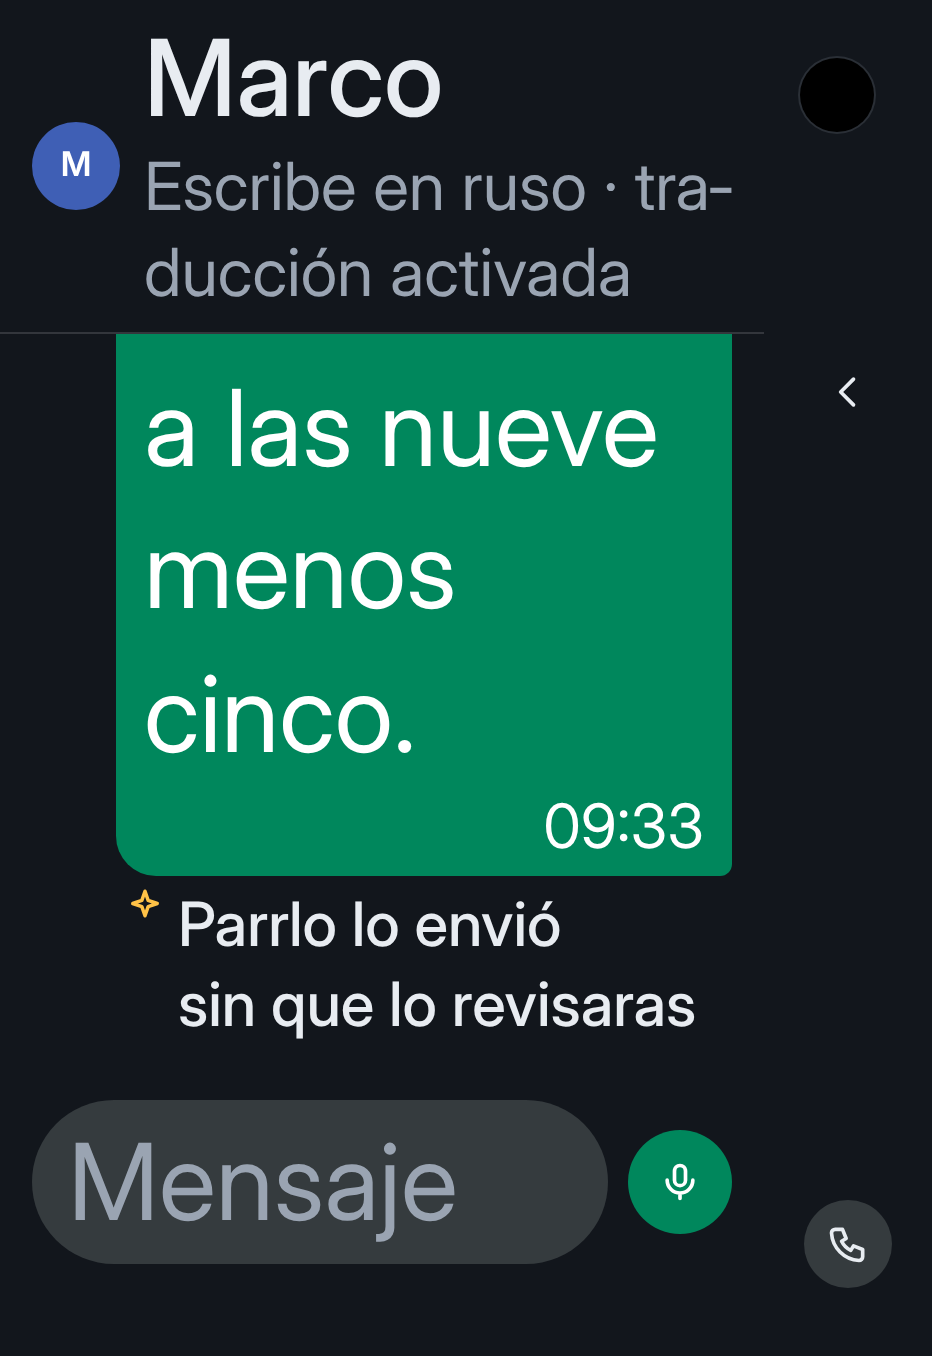 Marco
M
Escribe en ruso · tra-
ducción activada
a las nueve
menos
cinco.
09:33
Parrlo lo envió
sin que lo revisaras
Mensaje